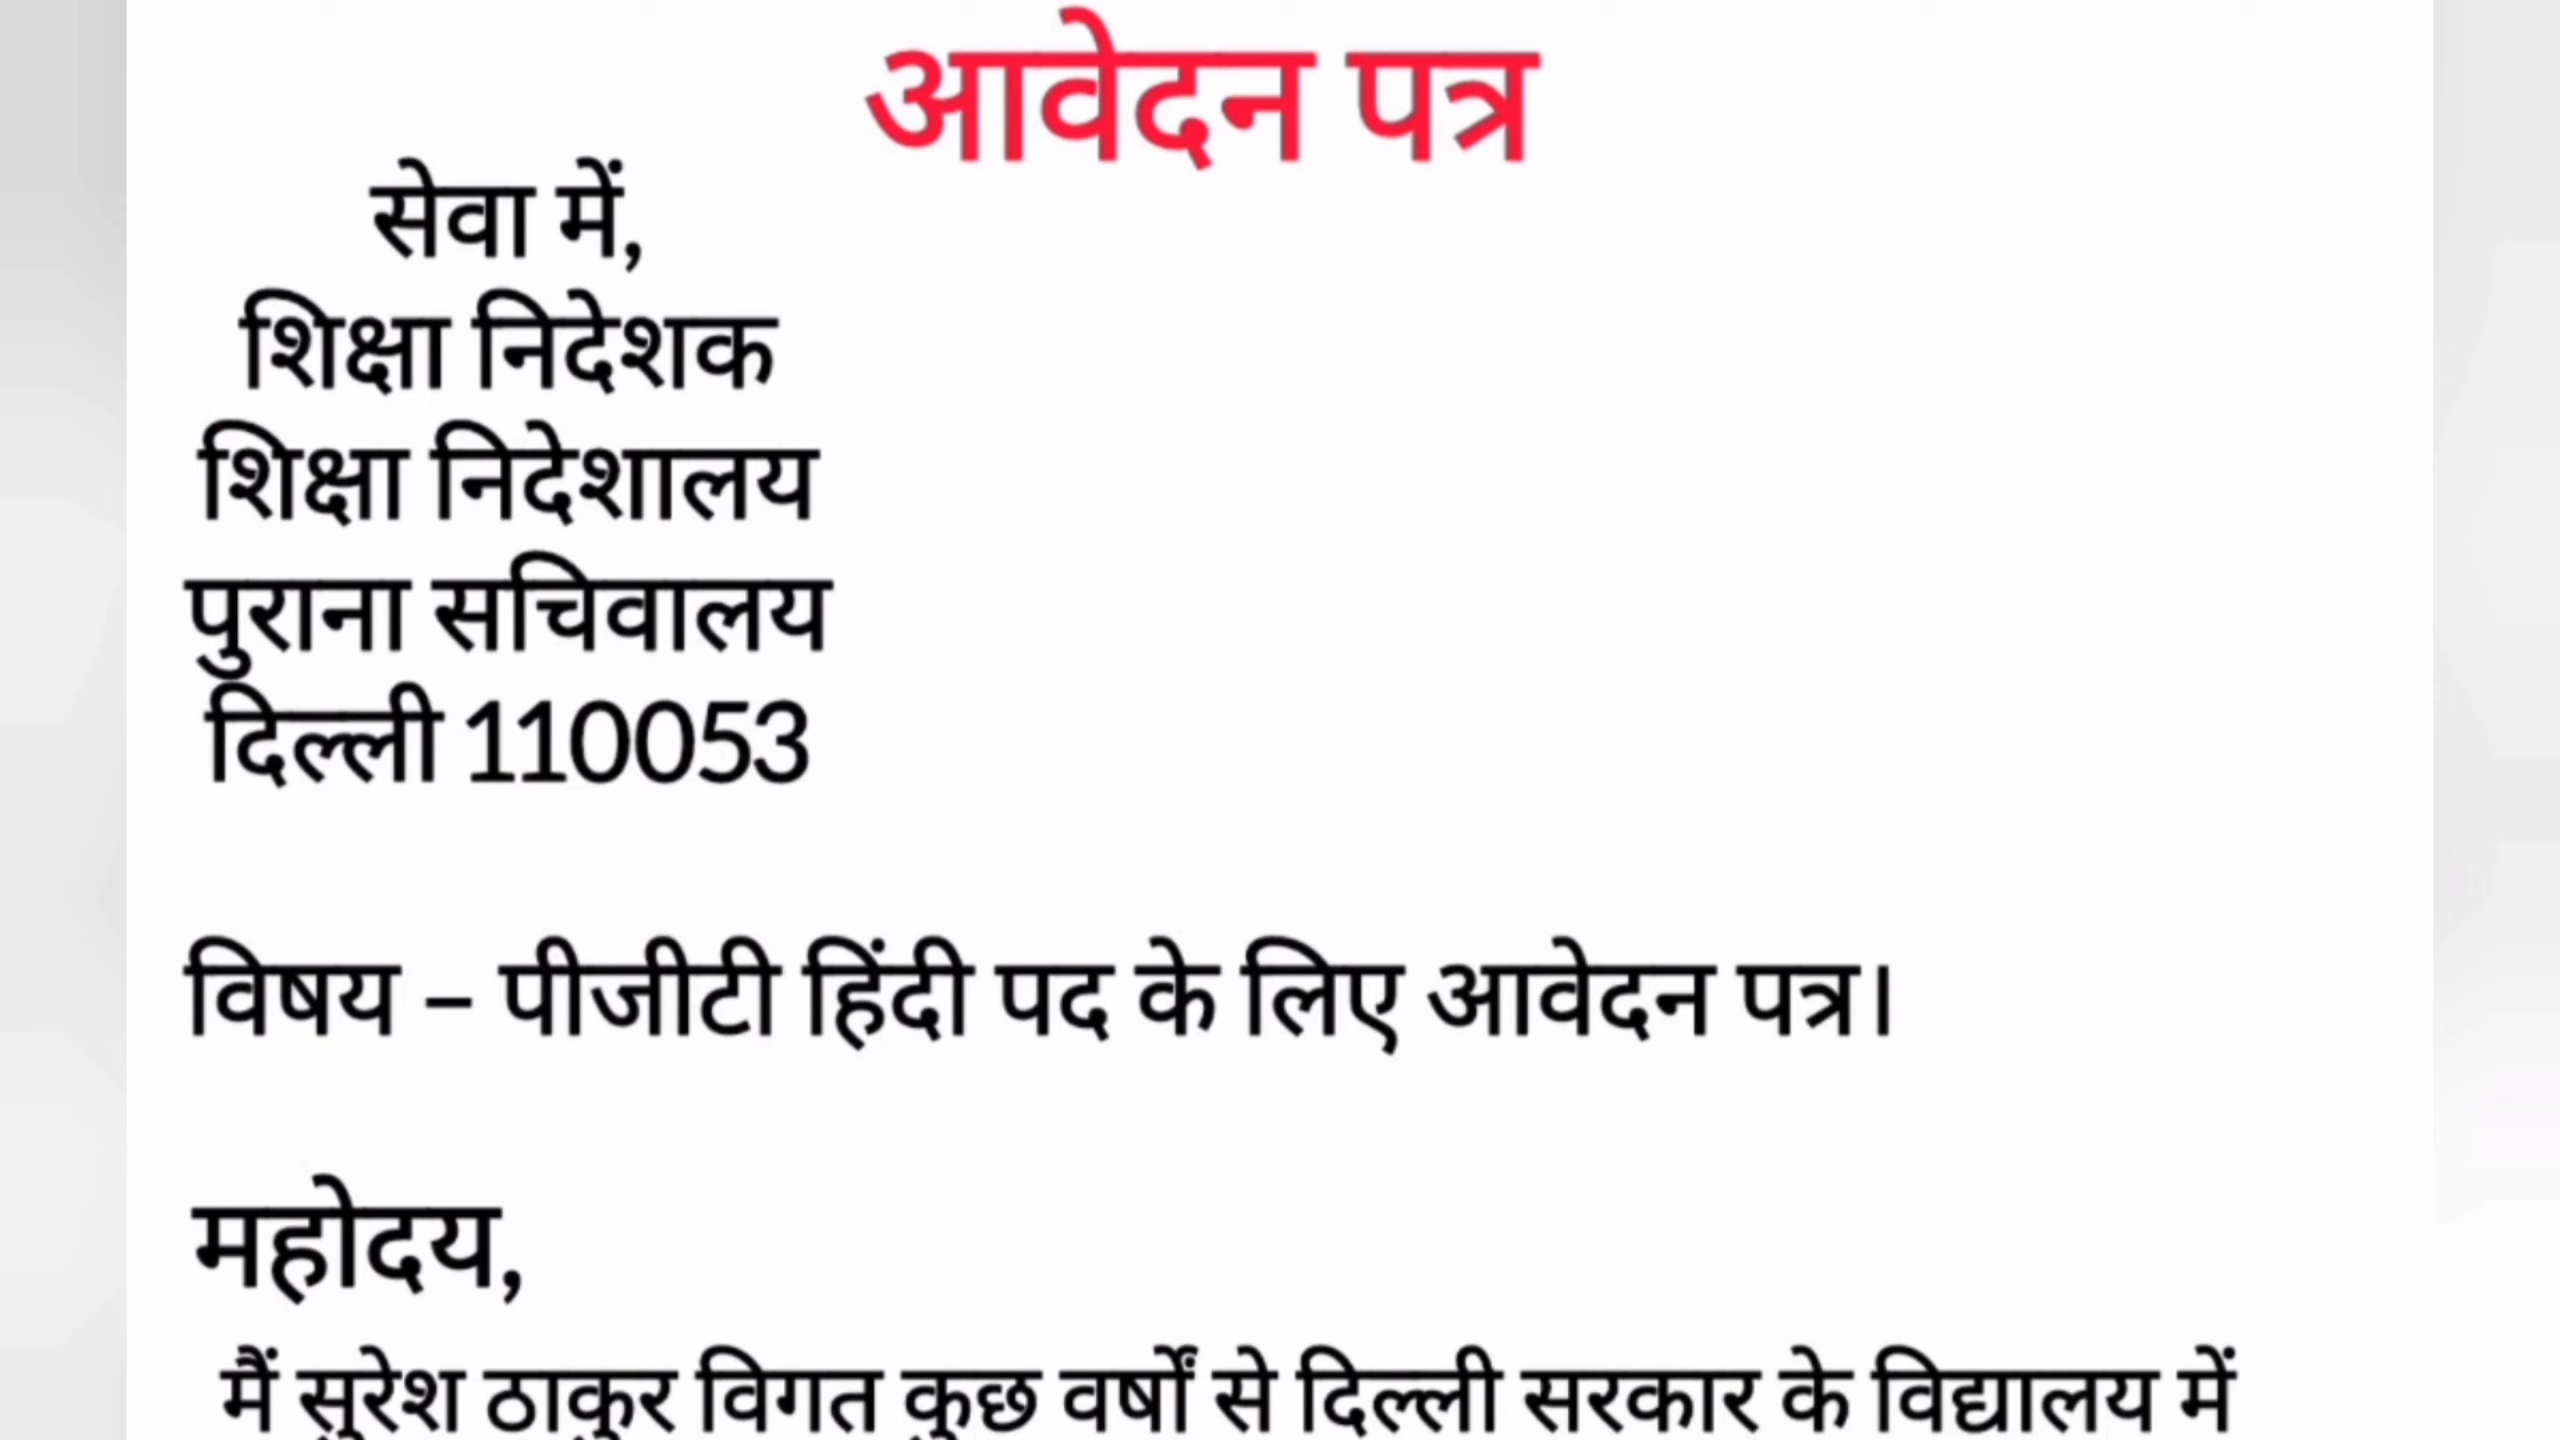 आवेदन पत्र
सेवा में,
शिक्षा निदेशक
शिक्षा निदेशालय
पुराना सचिवालय
दिल्ली 110053
विषय – पीजीटी हिंदी पद के लिए आवेदन पत्र।
महोदय,
मैं सुरेश ठाकुर विगत कुछ वर्षों से दिल्ली सरकार के विद्यालय में